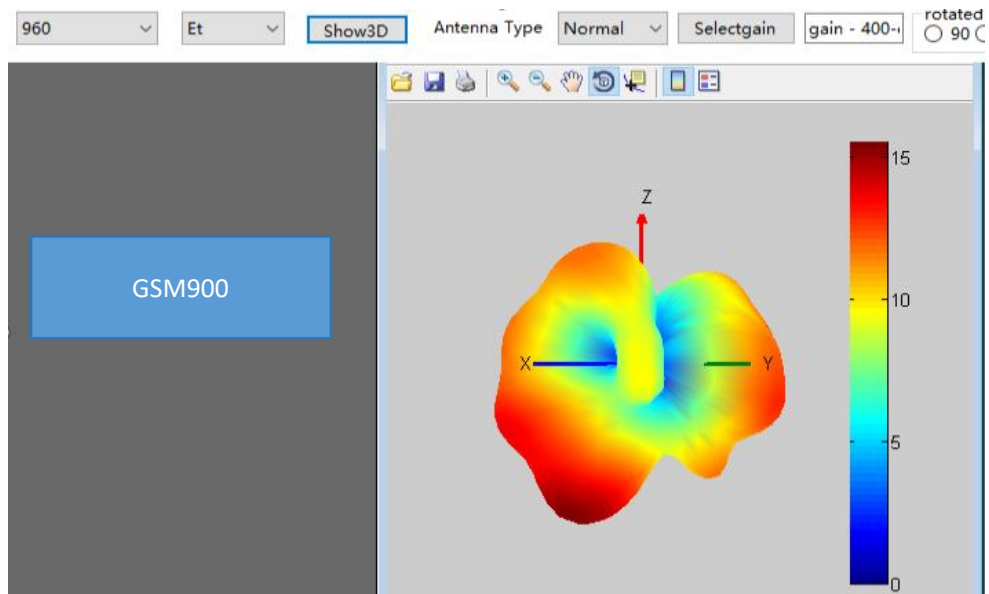 960 Et Show3D Antenna Type Normal Selectgain gain - 400- rotated
90
GSM900
Z
X
Y
15
10
5
0